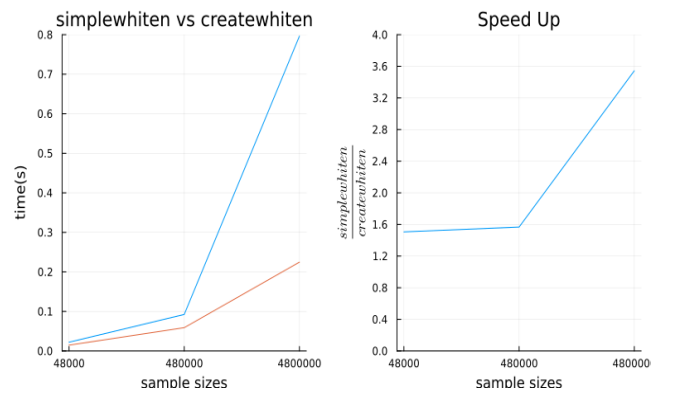 simplewhiten vs createwhiten
0.8
0.7
0.6
0.5
0.4
0.3
0.2
0.1
0.0
time(s)
48000 480000 4800000
sample sizes
Speed Up
4.0
3.6
3.2
2.8
2.4
2.0
1.6
1.2
0.8
0.4
0.0
simplewhiten
createwhiten
48000 480000 480000
sample sizes